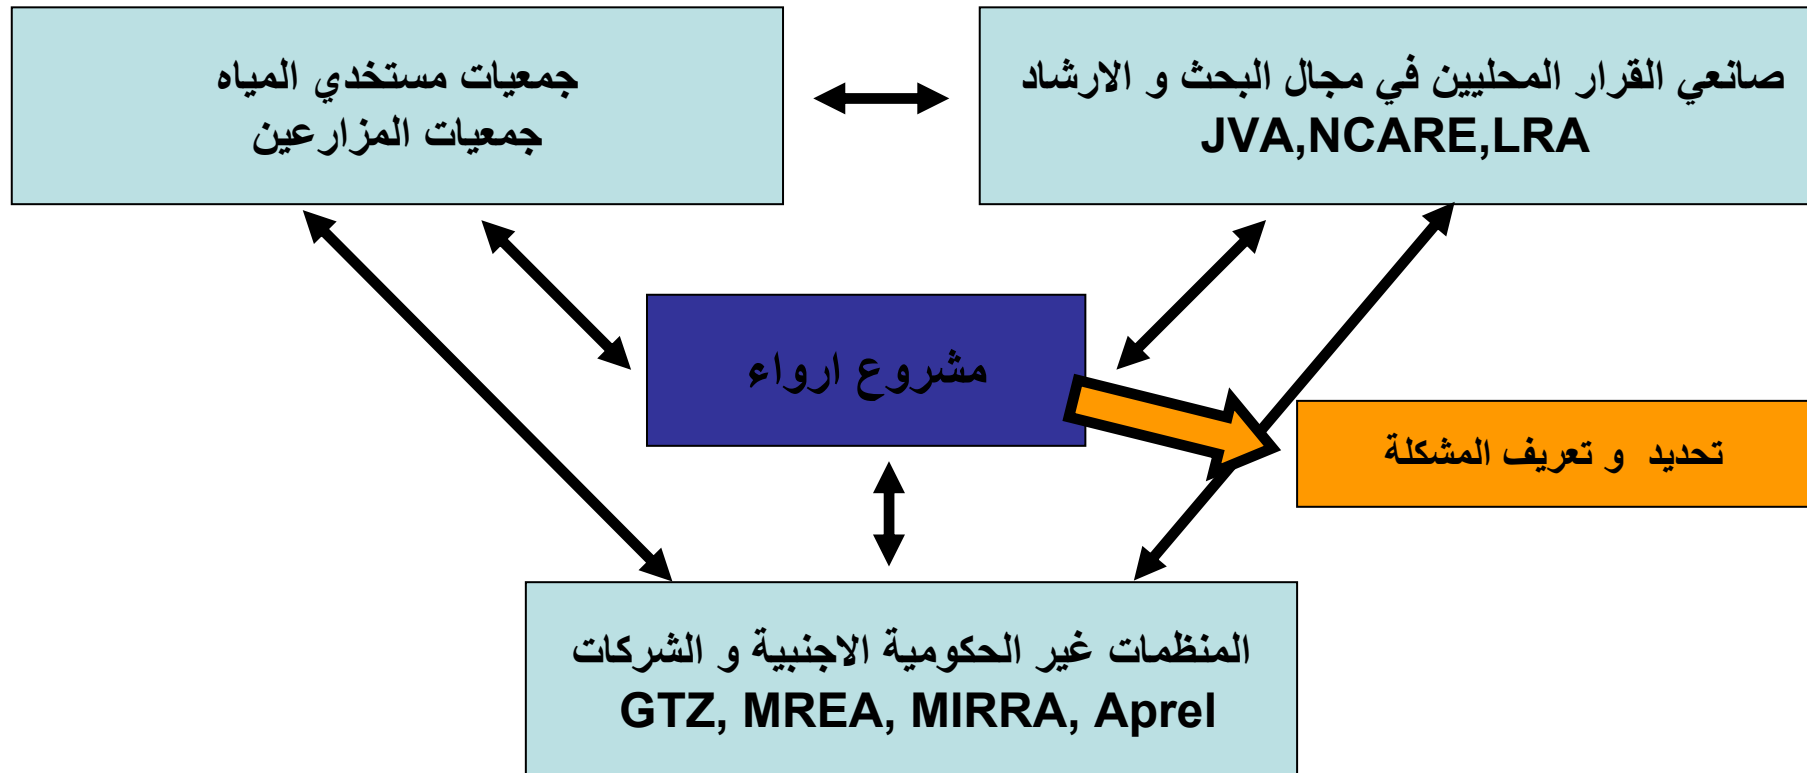 صانعي القرار المحليين في مجال البحث و الارشاد
JVA,NCARE,LRA
جمعيات مستخدي المياه
جمعيات المزارعين
مشروع ارواء
تحديد و تعريف المشكلة
المنظمات غير الحكومية الاجنبية و الشركات
GTZ, MREA, MIRRA, Aprel